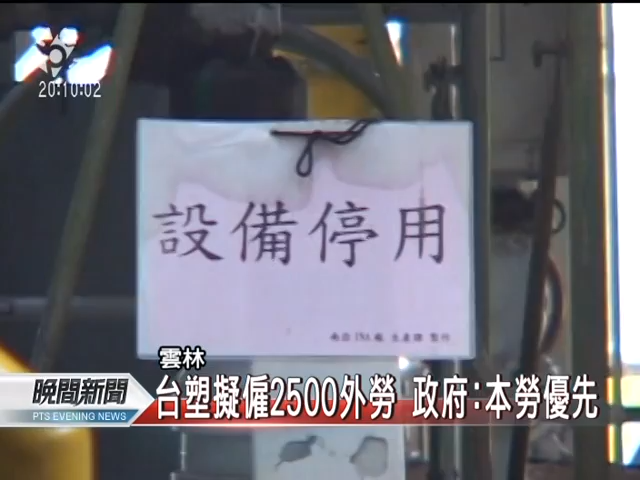 20:10:02
設備停用
雲林
晚間新聞
PTS EVENING NEWS
台塑擬僱2500外勞 政府:本勞優先